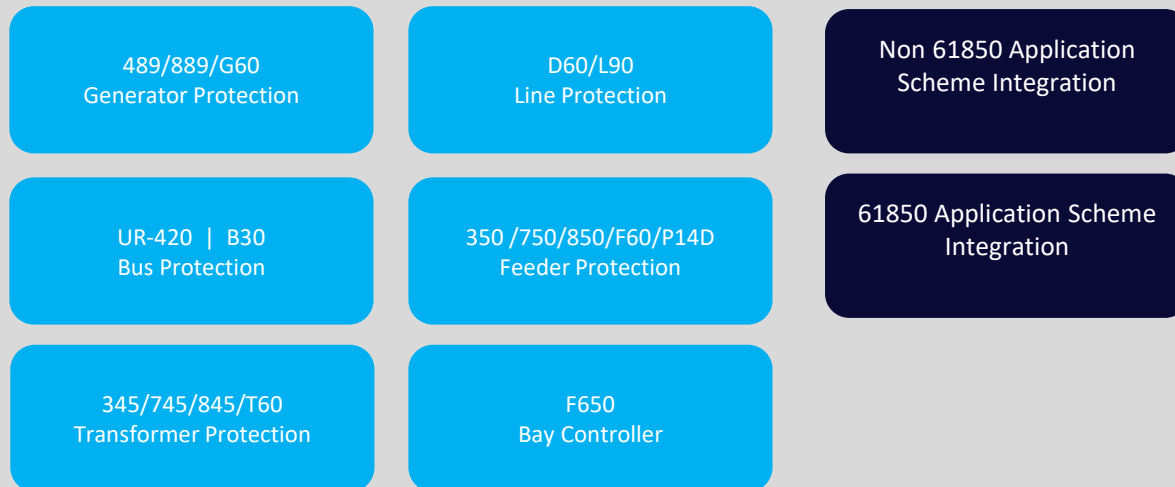 489/889/G60
Generator Protection
D60/L90
Line Protection
Non 61850 Application
Scheme Integration
UR-420 | B30
Bus Protection
350 /750/850/F60/P14D
Feeder Protection
61850 Application Scheme
Integration
345/745/845/T60
Transformer Protection
F650
Bay Controller